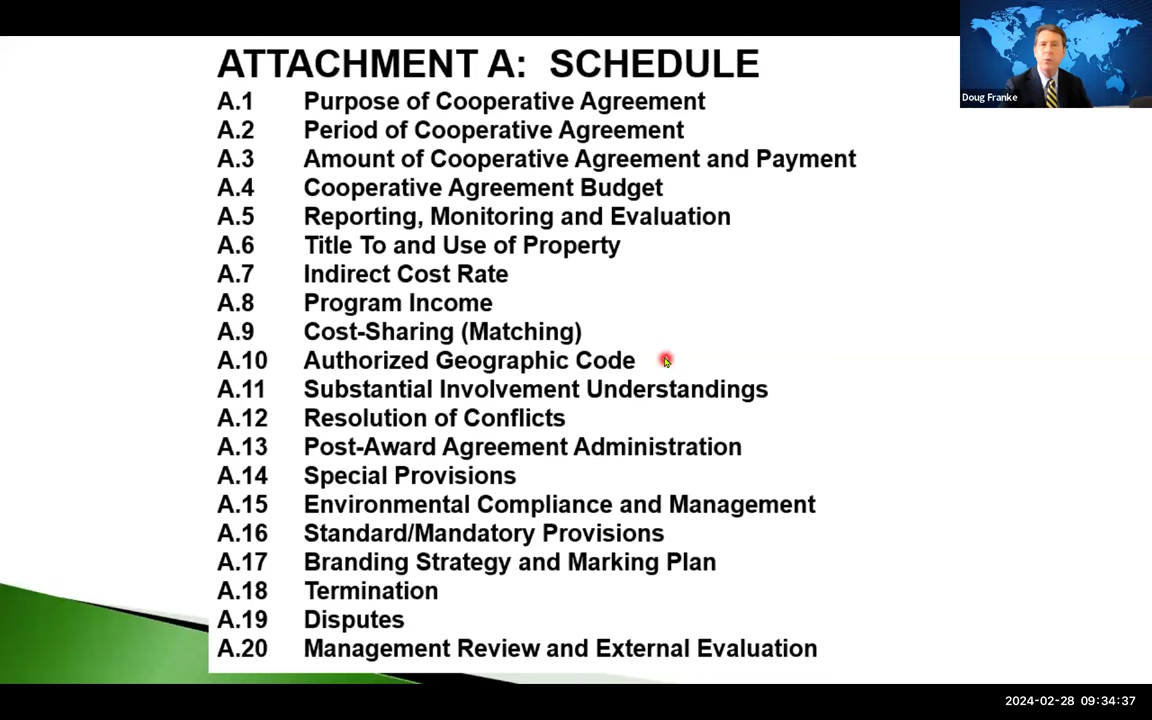 ATTACHMENT A: SCHEDULE
A.1 Purpose of Cooperative Agreement
A.2 Period of Cooperative Agreement
A.3 Amount of Cooperative Agreement and Payment
A.4 Cooperative Agreement Budget
A.5 Reporting, Monitoring and Evaluation
A.6 Title To and Use of Property
A.7 Indirect Cost Rate
A.8 Program Income
A.9 Cost-Sharing (Matching)
A.10 Authorized Geographic Code
A.11 Substantial Involvement Understandings
A.12 Resolution of Conflicts
A.13 Post-Award Agreement Administration
A.14 Special Provisions
A.15 Environmental Compliance and Management
A.16 Standard/Mandatory Provisions
A.17 Branding Strategy and Marking Plan
A.18 Termination
A.19 Disputes
A.20 Management Review and External Evaluation
Doug Franke
2024-02-28 09:34:37